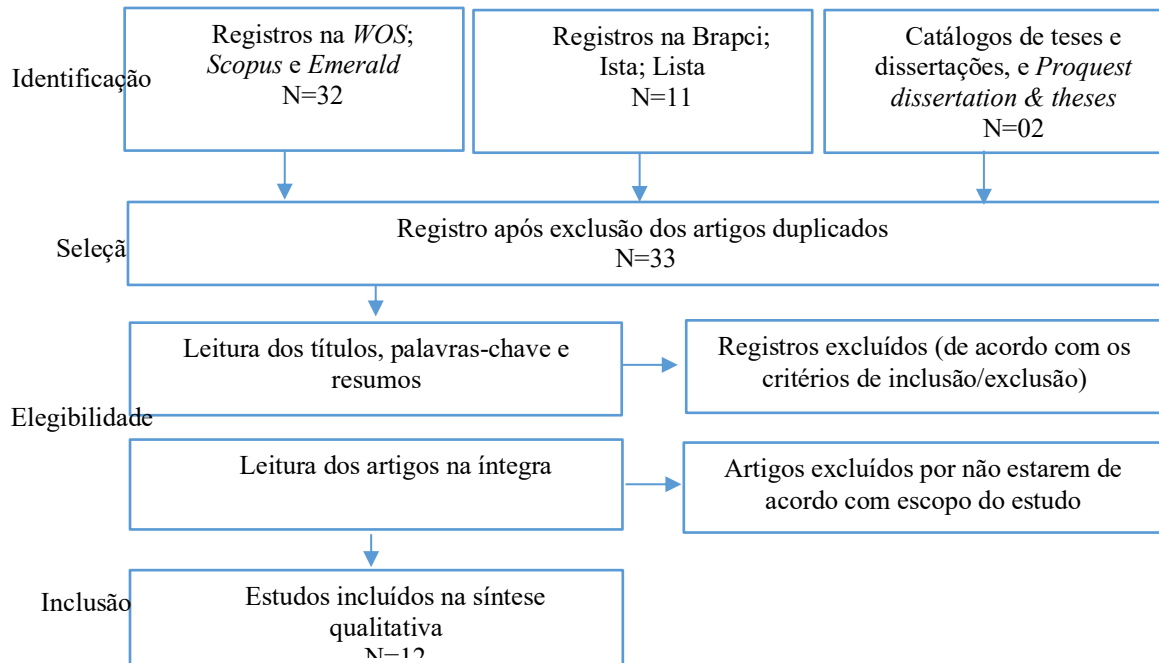 Identificação
Registros na WOS;
Scopus e Emerald
N=32
Registros na Brapci;
Ista; Lista
N=11
Catálogos de teses e
dissertações, e Proquest
dissertation & theses
N=02
Seleçã
Registro após exclusão dos artigos duplicados
N=33
Elegibilidade
Leitura dos títulos, palavras-chave e
resumos
Registros excluídos (de acordo com os
critérios de inclusão/exclusão)
Leitura dos artigos na íntegra
Artigos excluídos por não estarem de
acordo com escopo do estudo
Inclusão
Estudos incluídos na síntese
qualitativa
N=12